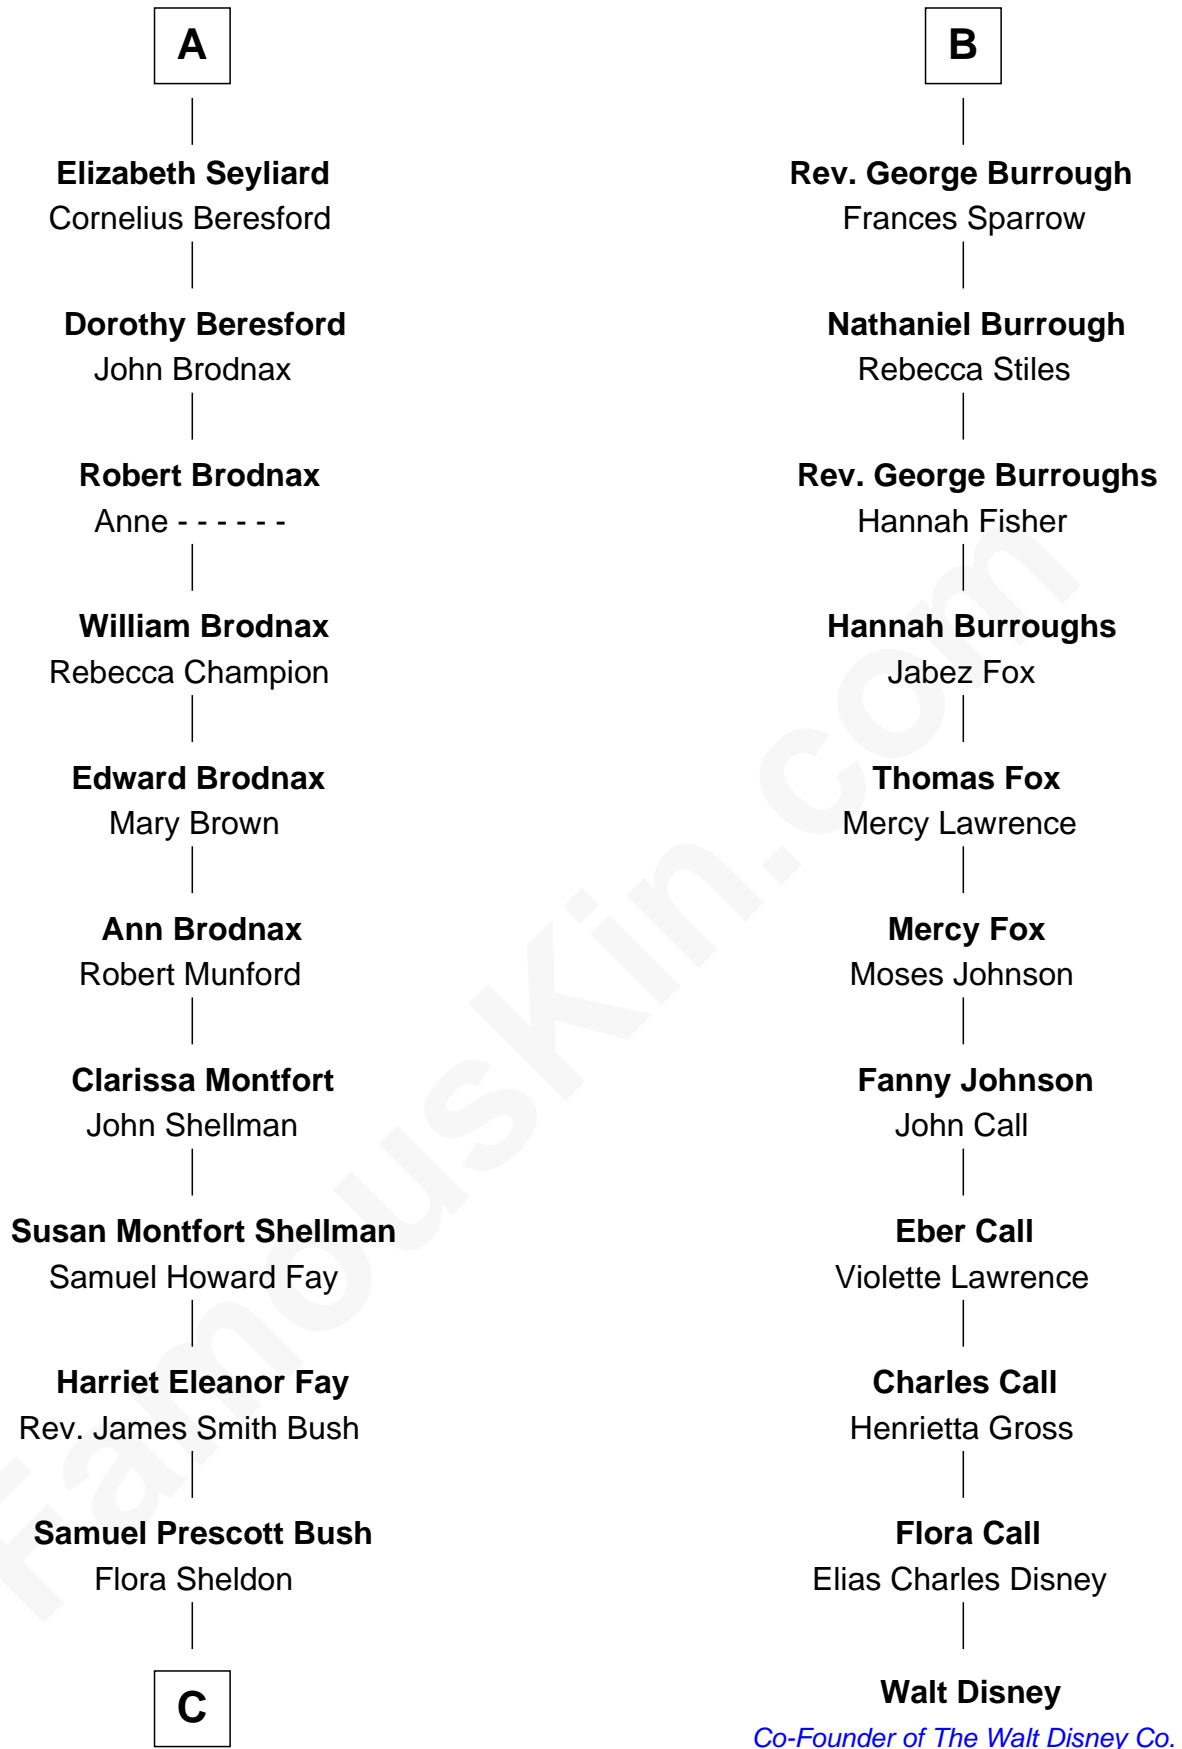 A
Elizabeth Seyliard
Cornelius Beresford
Dorothy Beresford
John Brodnax
Robert Brodnax
Anne - - - - - -
William Brodnax
Rebecca Champion
Edward Brodnax
Mary Brown
Ann Brodnax
Robert Munford
Clarissa Montfort
John Shellman
Susan Montfort Shellman
Samuel Howard Fay
Harriet Eleanor Fay
Rev. James Smith Bush
Samuel Prescott Bush
Flora Sheldon
C
B
Rev. George Burrough
Frances Sparrow
Nathaniel Burrough
Rebecca Stiles
Rev. George Burroughs
Hannah Fisher
Hannah Burroughs
Jabez Fox
Thomas Fox
Mercy Lawrence
Mercy Fox
Moses Johnson
Fanny Johnson
John Call
Eber Call
Violette Lawrence
Charles Call
Henrietta Gross
Flora Call
Elias Charles Disney
Walt Disney
Co-Founder of The Walt Disney Co.
FamousKin.com